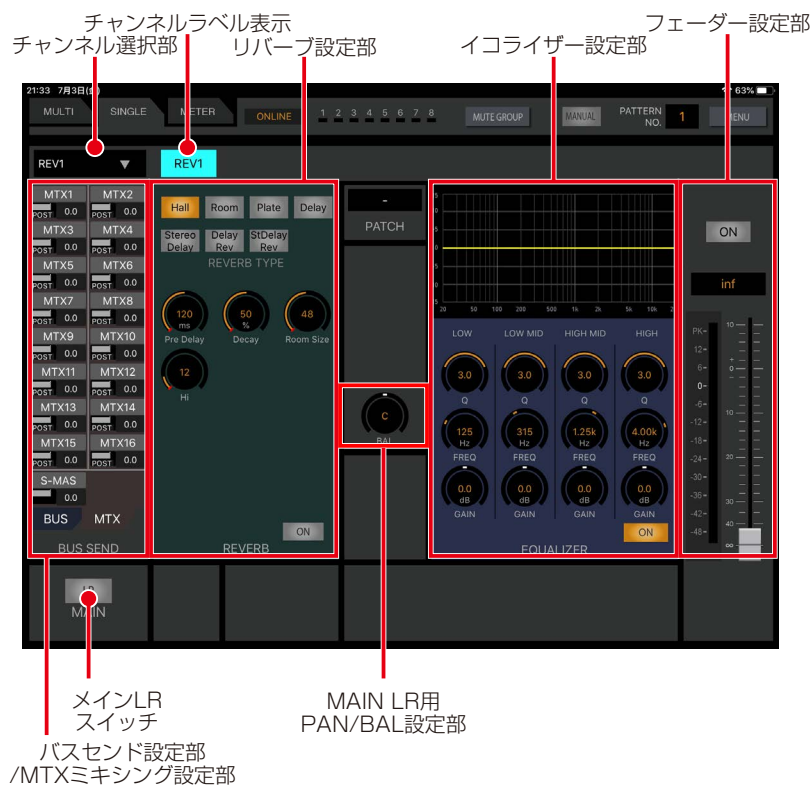 チャンネルラベル表示
フェーダー設定部
チャンネル選択部
リバーブ設定部
イコライザー設定部
21:33 7月3日
63%
MULTI SINGLE METER ONLINE 1 2 3 4 5 6 7 8 MUTE GROUP MANUAL PATTERN NO. 1 MENU
REV1 ▼ REV1
MTX1 MTX2
POST 0.0 POST 0.0
MTX3 MTX4
POST 0.0 POST 0.0
MTX5 MTX6
POST 0.0 POST 0.0
MTX7 MTX8
POST 0.0 POST 0.0
MTX9 MTX10
POST 0.0 POST 0.0
MTX11 MTX12
POST 0.0 POST 0.0
MTX13 MTX14
POST 0.0 POST 0.0
MTX15 MTX16
POST 0.0 POST 0.0
S-MAS
0.0
BUS MTX
BUS SEND
Hall Room Plate Delay
Stereo Delay Delay Rev StDelay Rev
REVERB TYPE
120 ms 50 % 48
Pre Delay Decay Room Size
12
Hi
ON
REVERB
-
PATCH
C
BAL
20 50 100 200 500 1k 2k 5k 10k
LOW LOW MID HIGH MID HIGH
3.0 3.0 3.0 3.0
Q Q Q Q
125 Hz 315 Hz 1.25k Hz 4.00k Hz
FREQ FREQ FREQ FREQ
0.0 dB 0.0 dB 0.0 dB 0.0 dB
GAIN GAIN GAIN GAIN
ON
EQUALIZER
ON
inf
PK-
12-
6-
0-
-6-
-12-
-18-
-24-
-30-
-36-
-42-
-48-
10
+
0
-
10
20
30
40
∞
LR
MAIN
メインLR
スイッチ
MAIN LR用
PAN/BAL設定部
バスセンド設定部
/MTXミキシング設定部